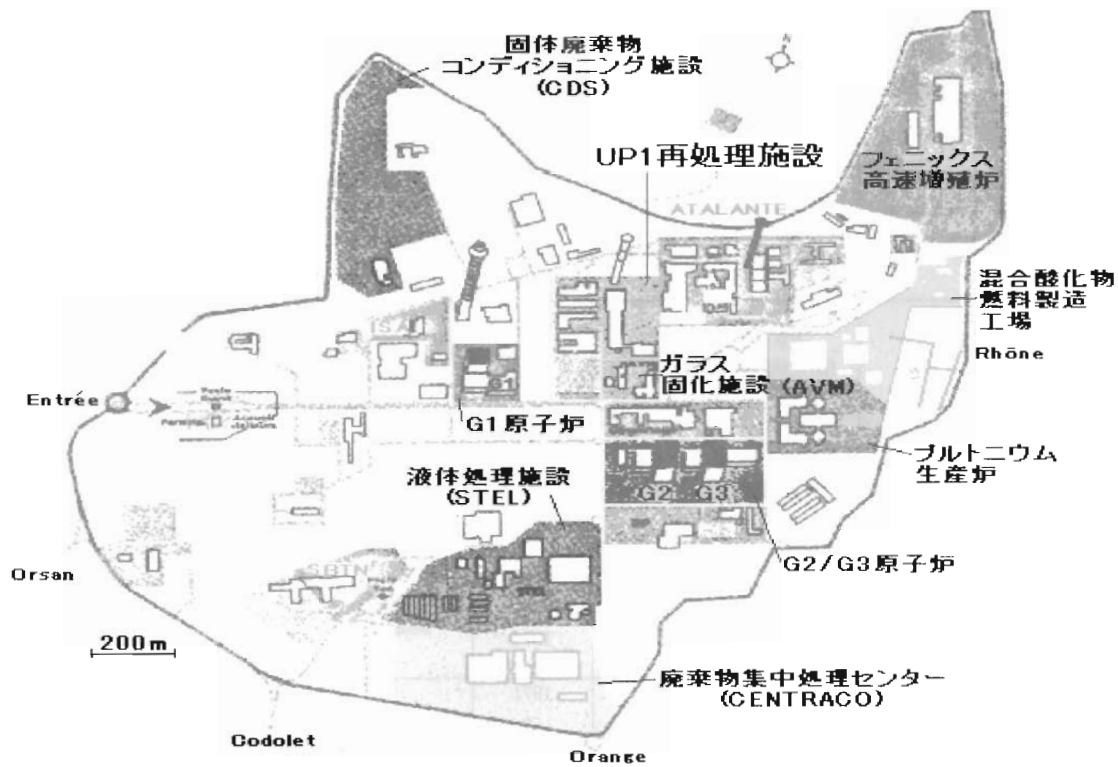 N
固体廃棄物
コンディショニング施設
(CDS)
UP1再処理施設
フェニックス
高速増殖炉
ATALANTE
混合酸化物
燃料製造
工場
Rhône
ISAI
ガラス
固化施設(AVM)
G1
Entrée
G1原子炉
プルトニウム
生産炉
液体処理施設
(STEL)
G2 G3
G2/G3原子炉
Orsan
SBTN
STEL
200m
廃棄物集中処理センター
(CENTRACO)
Codolet
Orange